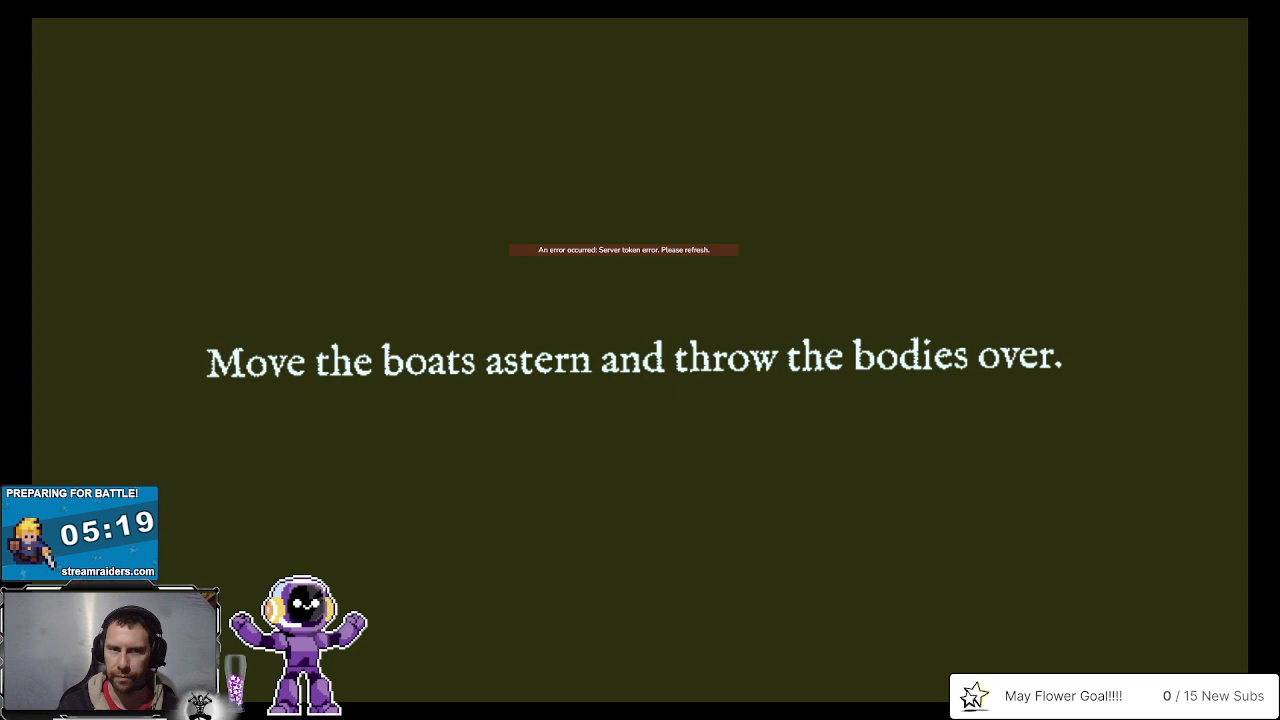 An error occurred: Server token error. Please refresh.
Move the boats astern and throw the bodies over.
PREPARING FOR BATTLE!
05:19
streamraiders.com
May Flower Goal!!!! 0 / 15 New Subs